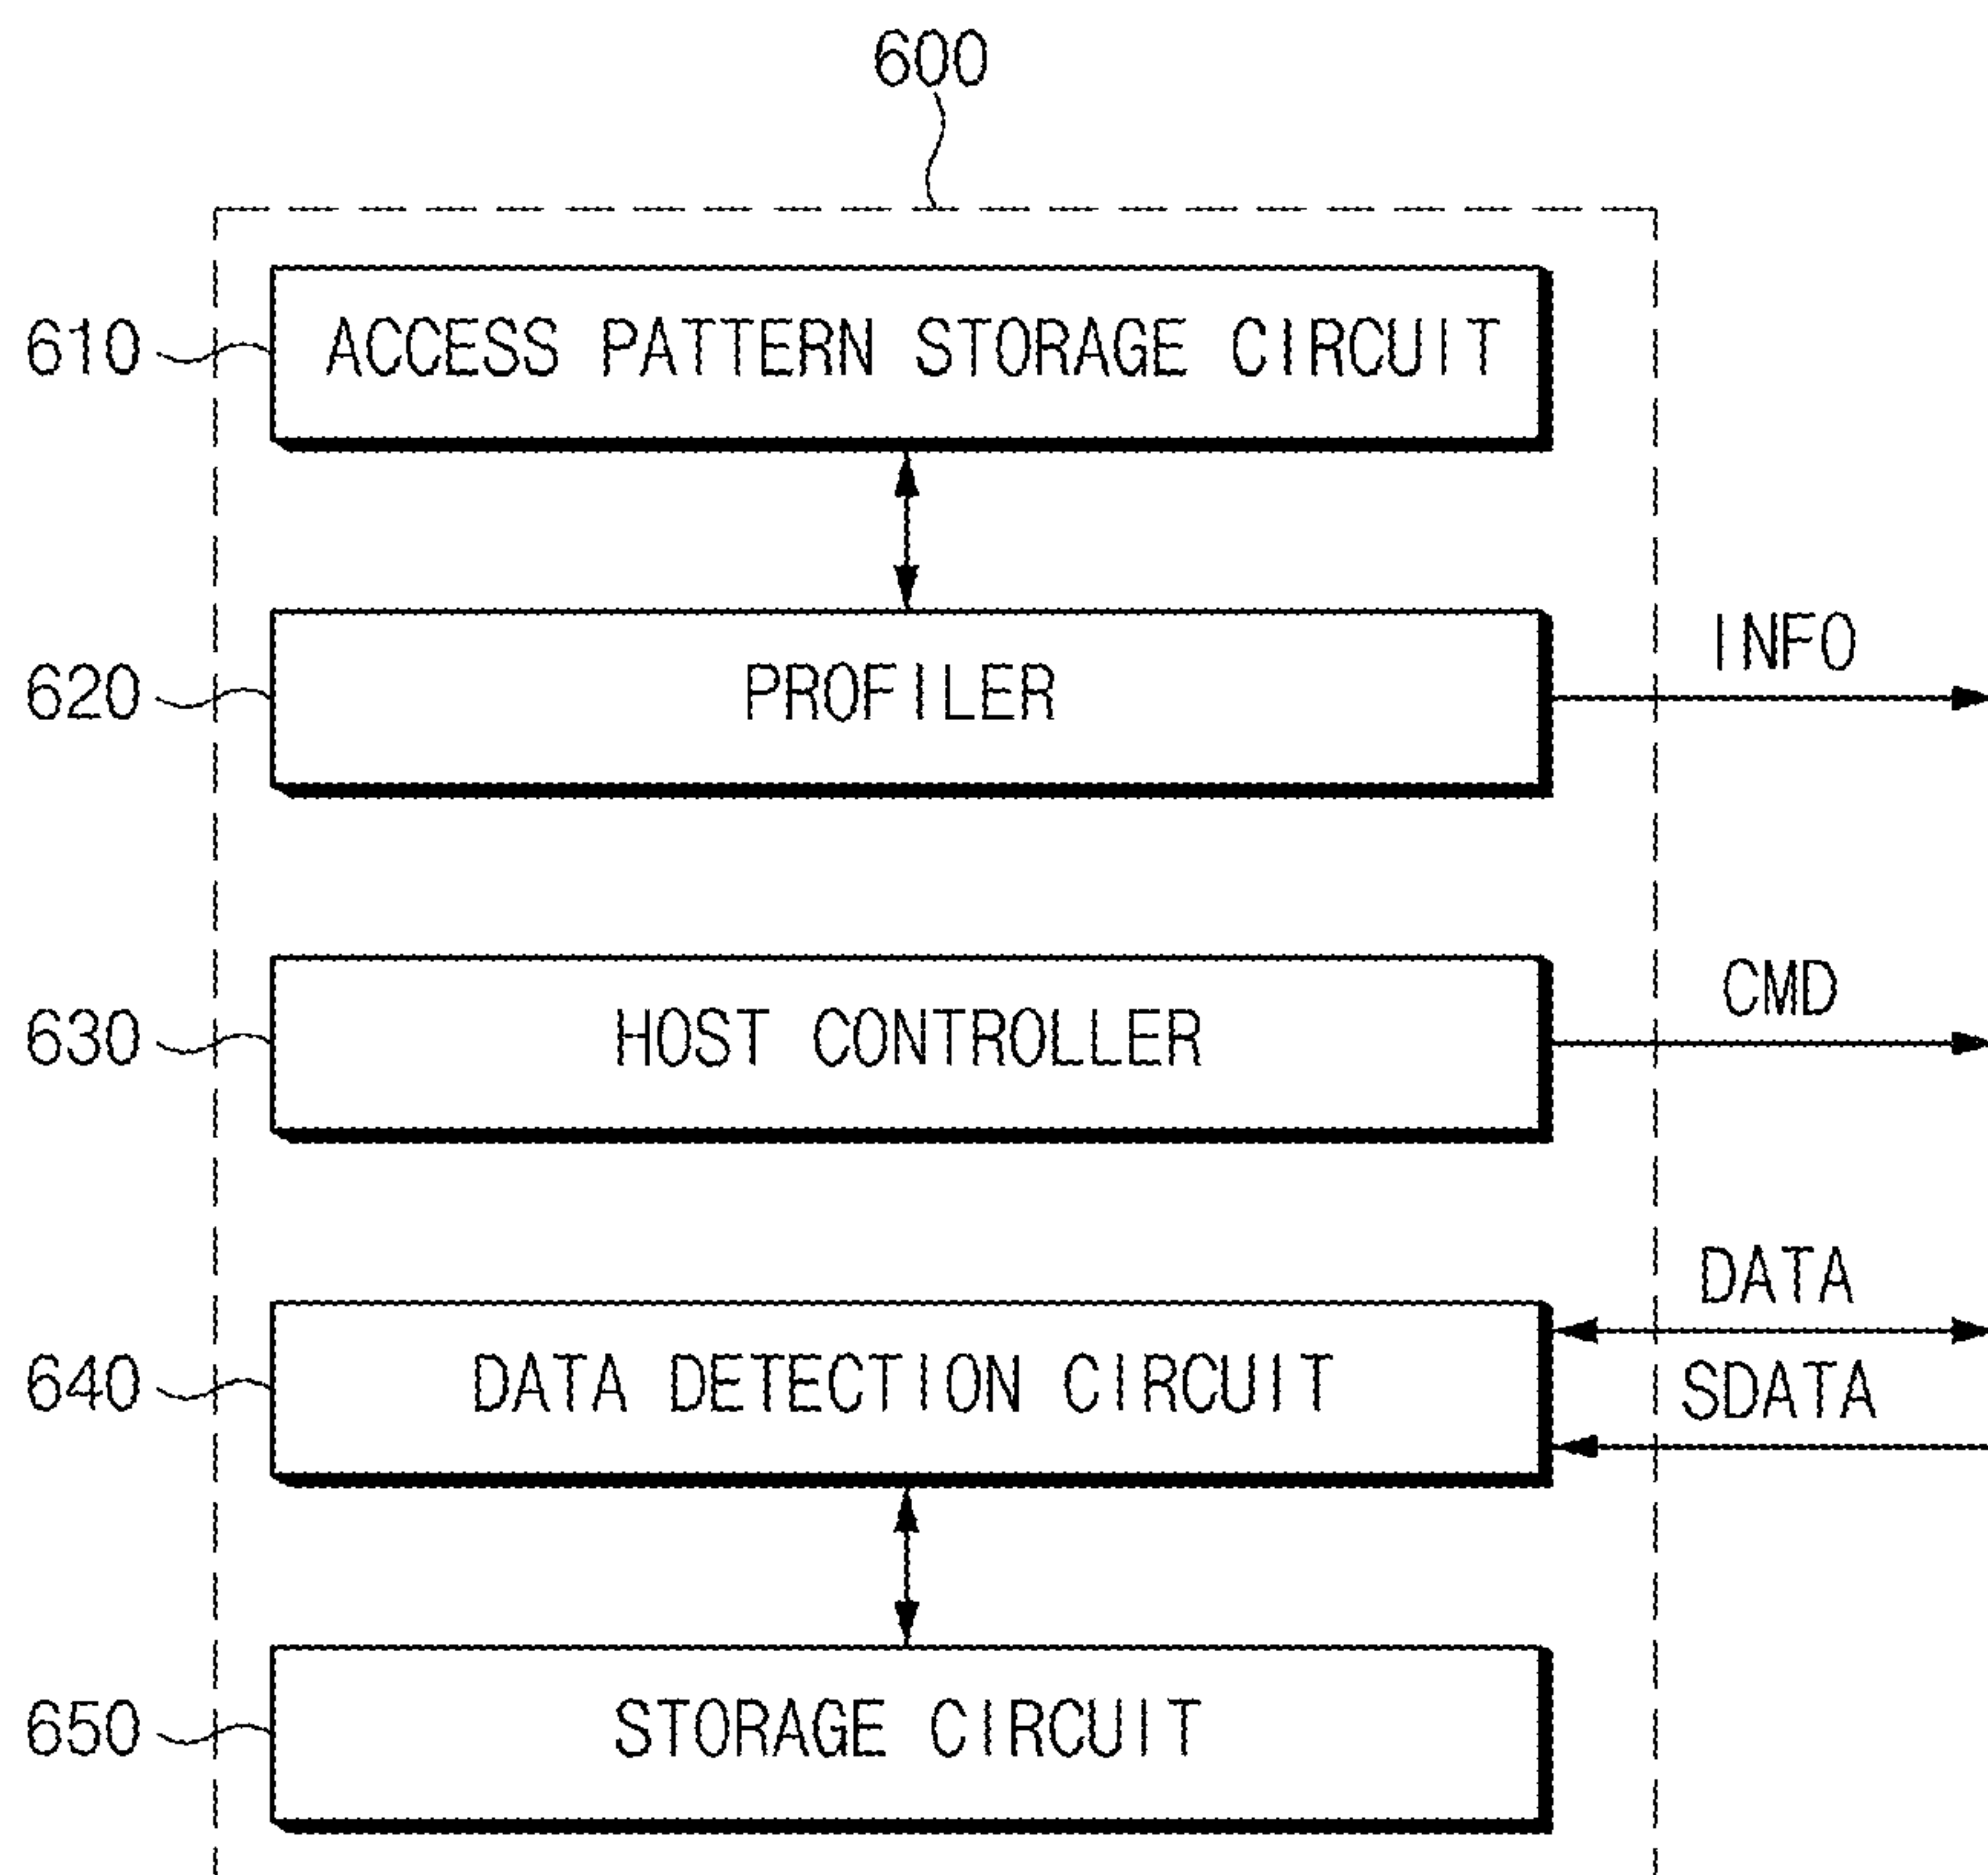 600
610 ACCESS PATTERN STORAGE CIRCUIT
620 PROFILER INFO
630 HOST CONTROLLER CMD
DATA
640 DATA DETECTION CIRCUIT SDATA
650 STORAGE CIRCUIT